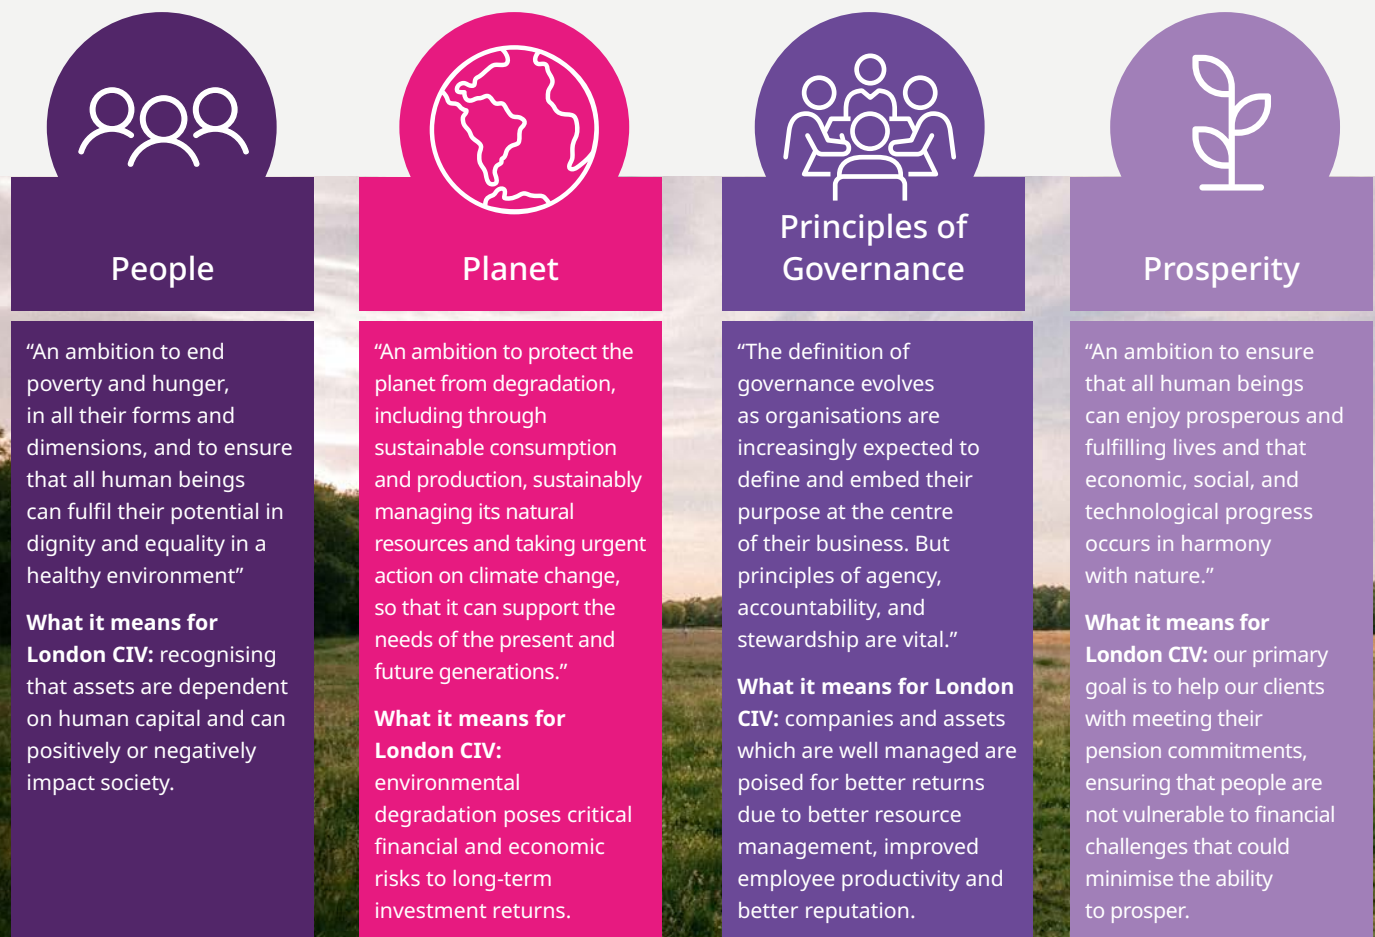 People
“An ambition to end
poverty and hunger,
in all their forms and
dimensions, and to ensure
that all human beings
can fulfil their potential in
dignity and equality in a
healthy environment”
What it means for
London CIV: recognising
that assets are dependent
on human capital and can
positively or negatively
impact society.
Planet
“An ambition to protect the
planet from degradation,
including through
sustainable consumption
and production, sustainably
managing its natural
resources and taking urgent
action on climate change,
so that it can support the
needs of the present and
future generations.”
What it means for
London CIV:
environmental
degradation poses critical
financial and economic
risks to long-term
investment returns.
Principles of
Governance
“The definition of
governance evolves
as organisations are
increasingly expected to
define and embed their
purpose at the centre
of their business. But
principles of agency,
accountability, and
stewardship are vital.”
What it means for London
CIV: companies and assets
which are well managed are
poised for better returns
due to better resource
management, improved
employee productivity and
better reputation.
Prosperity
“An ambition to ensure
that all human beings
can enjoy prosperous and
fulfilling lives and that
economic, social, and
technological progress
occurs in harmony
with nature.”
What it means for
London CIV: our primary
goal is to help our clients
with meeting their
pension commitments,
ensuring that people are
not vulnerable to financial
challenges that could
minimise the ability
to prosper.